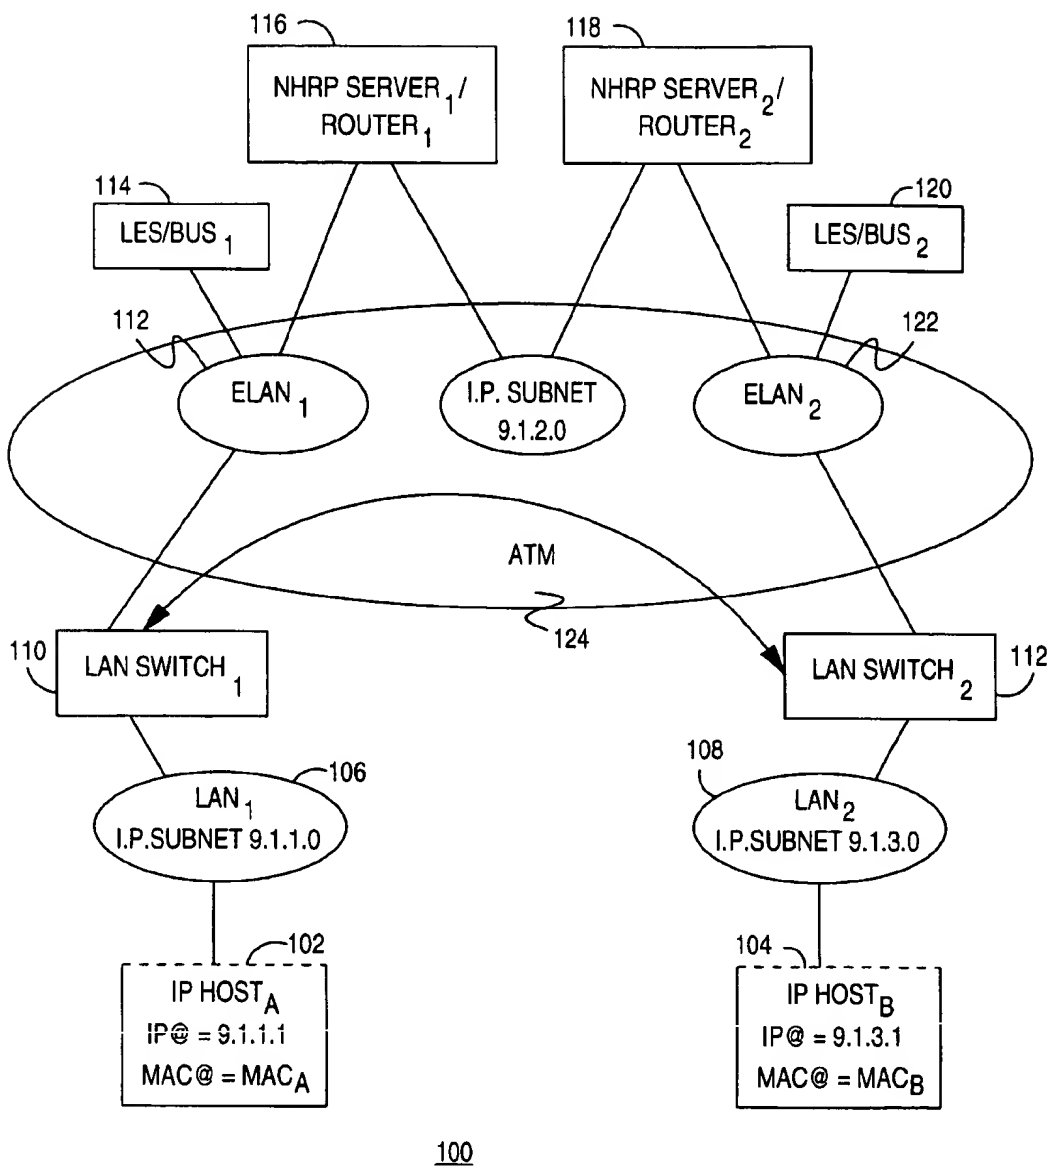 116
118
NHRP SERVER1/
ROUTER1
NHRP SERVER2/
ROUTER2
114
120
LES/BUS1
LES/BUS2
112
122
ELAN1
I.P. SUBNET
9.1.2.0
ELAN2
ATM
124
110
LAN SWITCH1
LAN SWITCH2
112
106
108
LAN1
I.P.SUBNET 9.1.1.0
LAN2
I.P.SUBNET 9.1.3.0
102
104
IP HOSTA
IP@ = 9.1.1.1
MAC@ = MACA
IP HOSTB
IP@ = 9.1.3.1
MAC@ = MACB
100